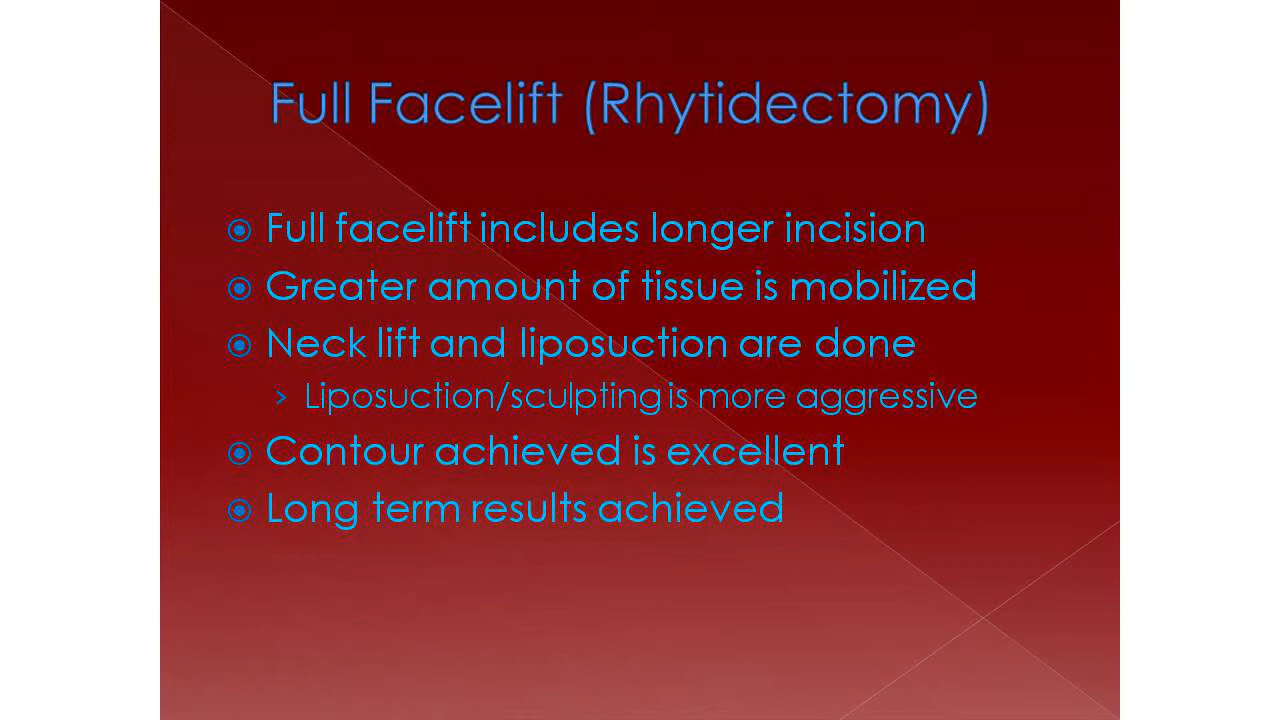 Full Facelift (Rhytidectomy)
Full facelift includes longer incision
Greater amount of tissue is mobilized
Neck lift and liposuction are done
Liposuction/sculpting is more aggressive
Contour achieved is excellent
Long term results achieved